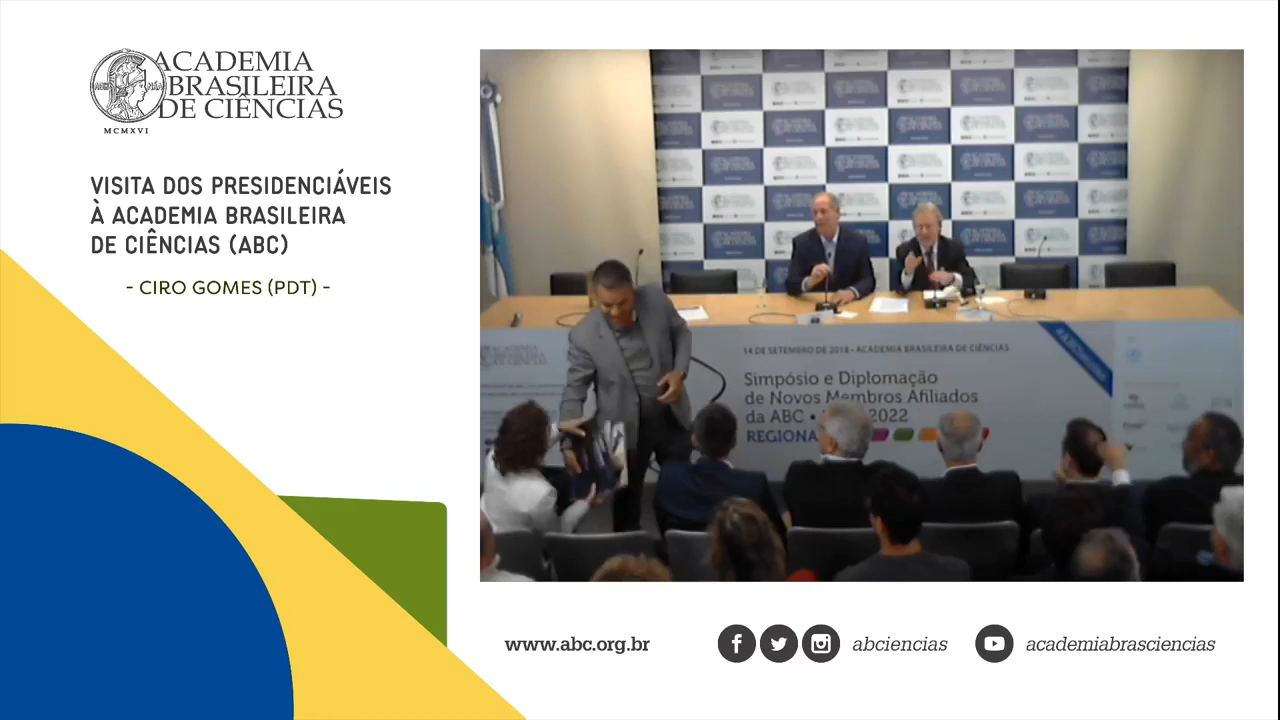 ACADEMIA
BRASILEIRA
DE CIÊNCIAS
MCMXVI
VISITA DOS PRESIDENCIÁVEIS
À ACADEMIA BRASILEIRA
DE CIÊNCIAS (ABC)
- CIRO GOMES (PDT) -
14 DE SETEMBRO DE 2018 • ACADEMIA BRASILEIRA DE CIÊNCIAS
Simpósio e Diplomação
de Novos Membros Afiliados
da ABC • 2022
REGIONA
www.abc.org.br
abciencias
academiabrasciencias